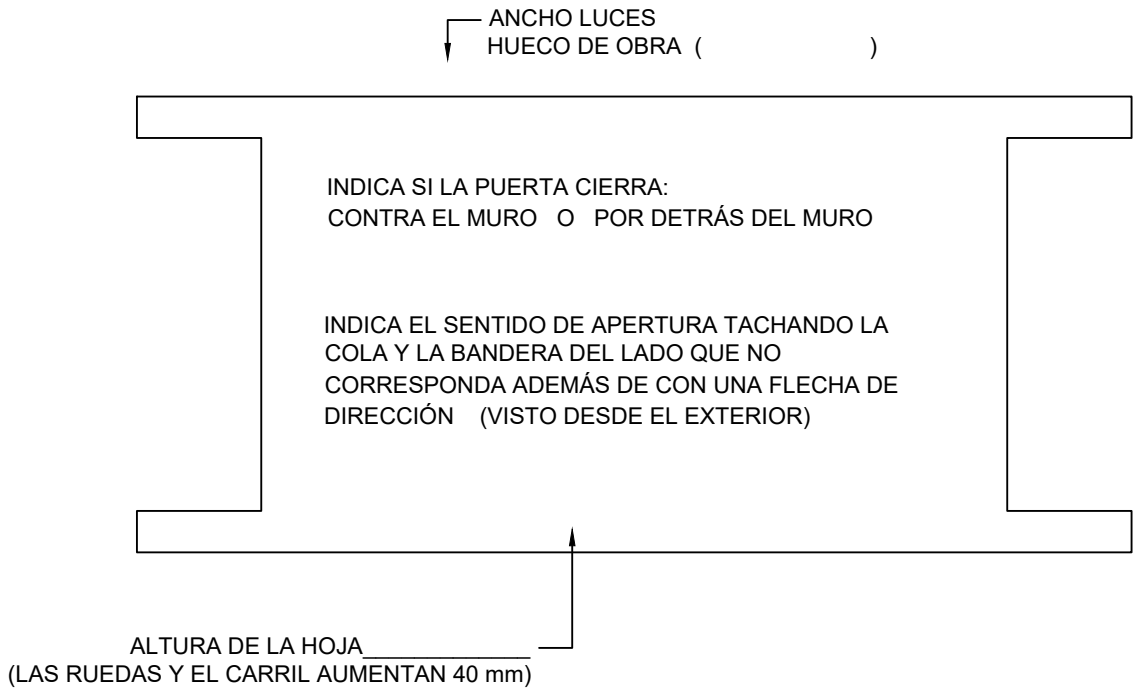 ANCHO LUCES
HUECO DE OBRA ( )
INDICA SI LA PUERTA CIERRA:
CONTRA EL MURO O POR DETRÁS DEL MURO
INDICA EL SENTIDO DE APERTURA TACHANDO LA
COLA Y LA BANDERA DEL LADO QUE NO
CORRESPONDA ADEMÁS DE CON UNA FLECHA DE
DIRECCIÓN (VISTO DESDE EL EXTERIOR)
ALTURA DE LA HOJA_____________
(LAS RUEDAS Y EL CARRIL AUMENTAN 40 mm)